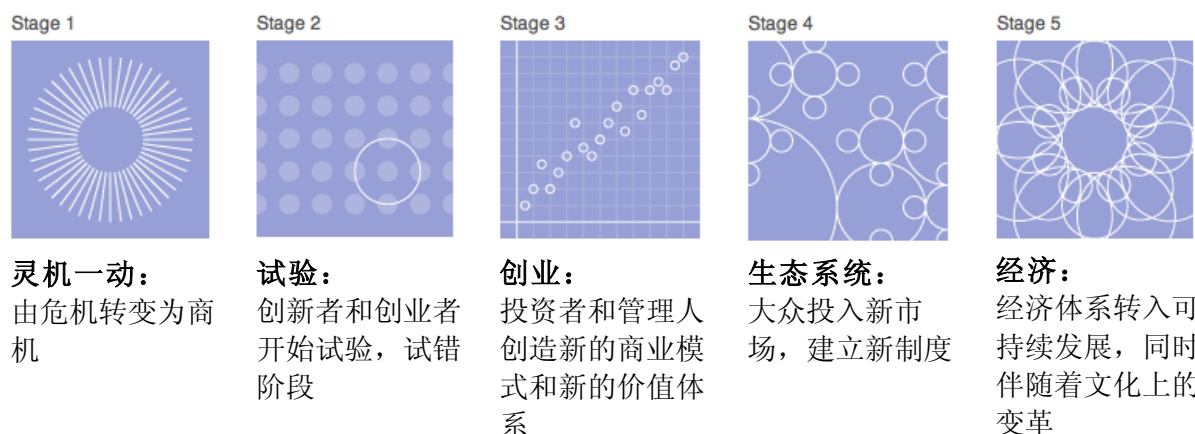 Stage 1
灵机一动：
由危机转变为商
机
Stage 2
试验：
创新者和创业者
开始试验，试错
阶段
Stage 3
创业：
投资者和管理人
创造新的商业模
式和新的价值体
系
Stage 4
生态系统：
大众投入新市
场，建立新制度
Stage 5
经济：
经济体系转入可
持续发展，同时
伴随着文化上的
变革